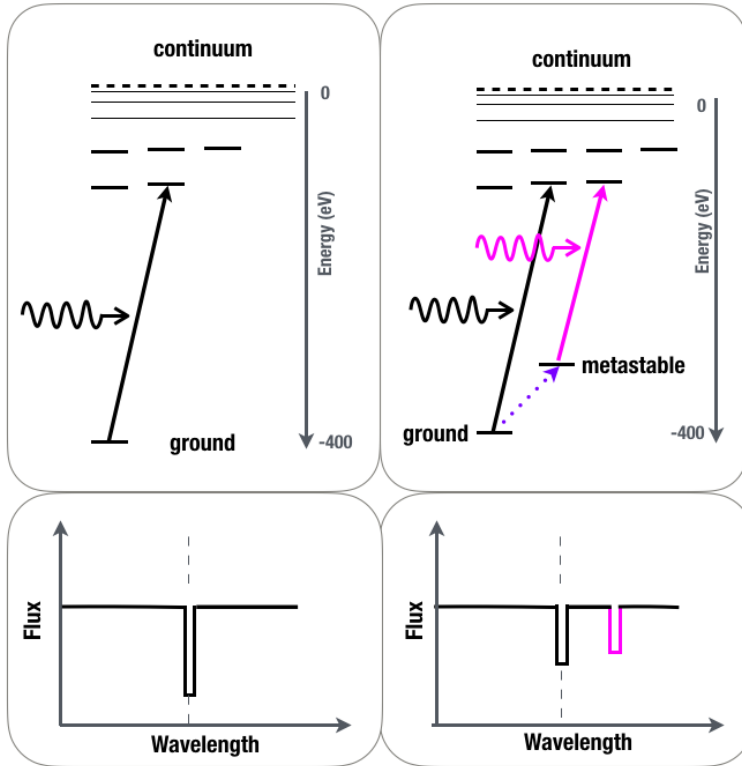 continuum
0
Energy (eV)
ground
-400
continuum
0
Energy (eV)
metastable
ground
-400
Flux
Wavelength
Flux
Wavelength